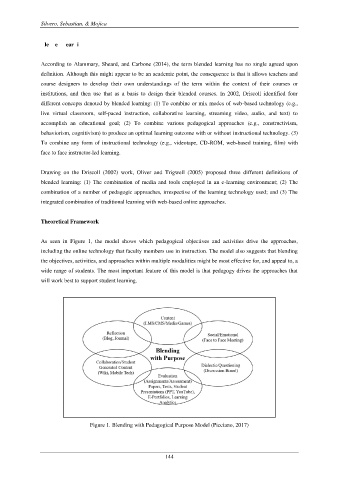 Silvero, Sebastian, & Mojica
le e ear i
According to Alammary, Sheard, and Carbone (2014), the term blended learning has no single agreed upon
definition. Although this might appear to be an academic point, the consequence is that it allows teachers and
course designers to develop their own understandings of the term within the context of their courses or
institutions, and then use that as a basis to design their blended courses. In 2002, Driscoll identified four
different concepts denoted by blended learning: (1) To combine or mix modes of web-based technology (e.g.,
live virtual classroom, self-paced instruction, collaborative learning, streaming video, audio, and text) to
accomplish an educational goal; (2) To combine various pedagogical approaches (e.g., constructivism,
behaviorism, cognitivism) to produce an optimal learning outcome with or without instructional technology. (3)
To combine any form of instructional technology (e.g., videotape, CD-ROM, web-based training, film) with
face to face instructor-led learning.
Drawing on the Driscoll (2002) work, Oliver and Trigwell (2005) proposed three different definitions of
blended learning: (1) The combination of media and tools employed in an e-learning environment; (2) The
combination of a number of pedagogic approaches, irrespective of the learning technology used; and (3) The
integrated combination of traditional learning with web-based online approaches.
Theoretical Framework
As seen in Figure 1, the model shows which pedagogical objectives and activities drive the approaches,
including the online technology that faculty members use in instruction. The model also suggests that blending
the objectives, activities, and approaches within multiple modalities might be most effective for, and appeal to, a
wide range of students. The most important feature of this model is that pedagogy drives the approaches that
will work best to support student learning.
Content
(LMS/CMS/Media/Games)
Reflection
(Blog, Journal)
Social/Emotional
(Face to Face Meeting)
Blending
with Purpose
Collaboration/Student
Generated Content
(Wiki, Mobile Tech)
Dialectic/Questioning
(Discussion Board)
Evaluation
(Assignments/Assessment)
Papers, Tests, Student
Presentations (PPT, YouTube),
E-Portfolios, Learning
Analytics
Figure 1. Blending with Pedagogical Purpose Model (Picciano, 2017)
144